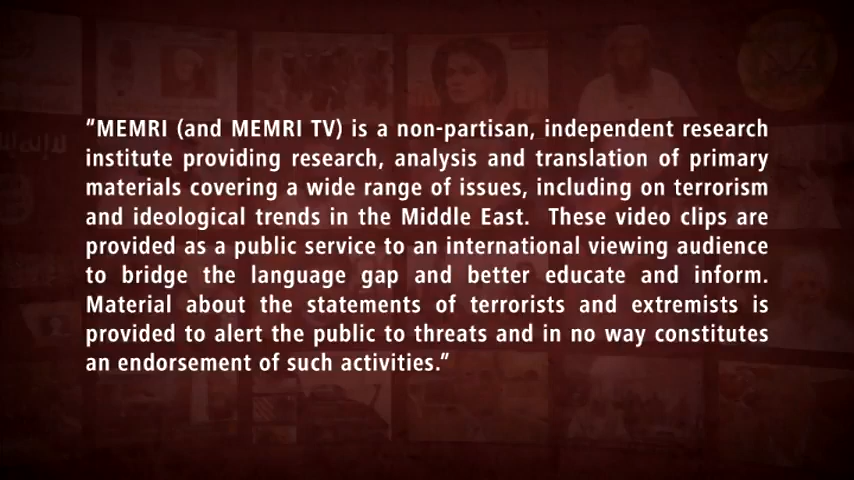 "MEMRI (and MEMRI TV) is a non-partisan, independent research
institute providing research, analysis and translation of primary
materials covering a wide range of issues, including on terrorism
and ideological trends in the Middle East. These video clips are
provided as a public service to an international viewing audience
to bridge the language gap and better educate and inform.
Material about the statements of terrorists and extremists is
provided to alert the public to threats and in no way constitutes
an endorsement of such activities."